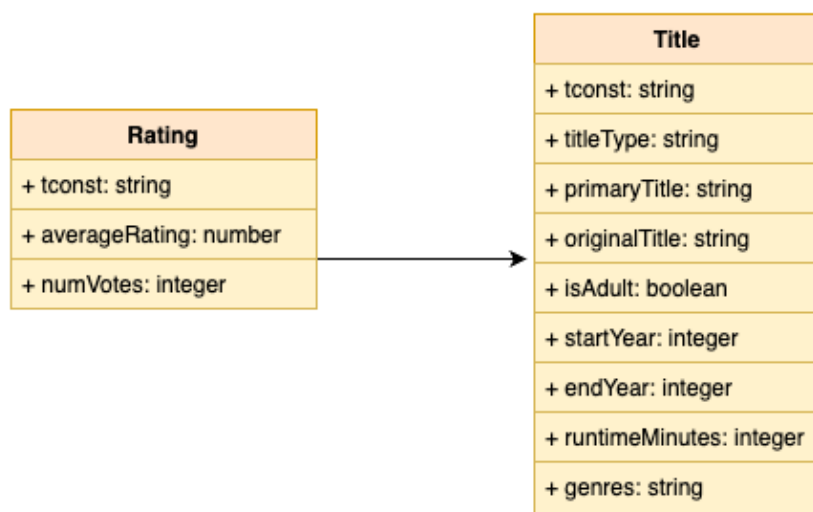 Rating
+ tconst: string
+ averageRating: number
+ numVotes: integer
Title
+ tconst: string
+ titleType: string
+ primaryTitle: string
+ originalTitle: string
+ isAdult: boolean
+ startYear: integer
+ endYear: integer
+ runtimeMinutes: integer
+ genres: string